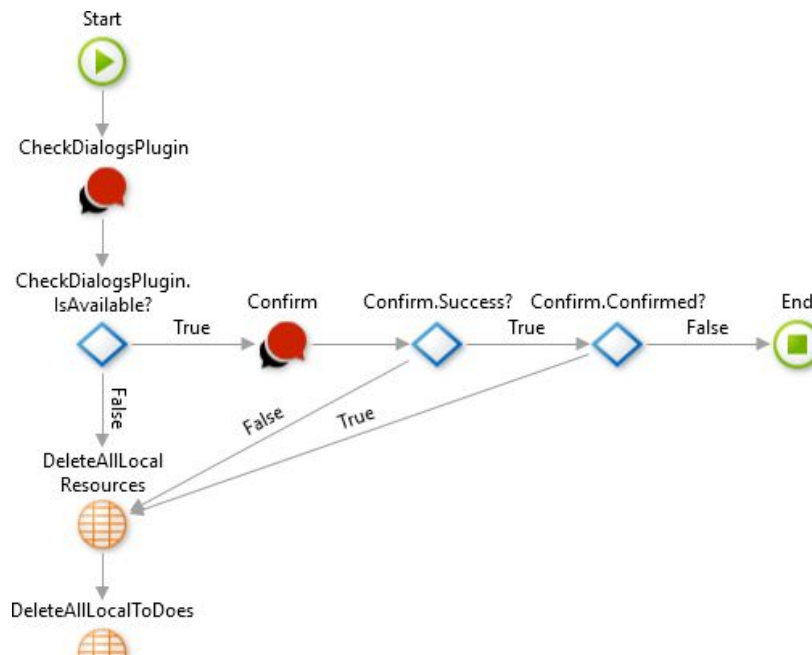 Start
CheckDialogsPlugin
CheckDialogsPlugin.
IsAvailable?
True
Confirm
Confirm.Success?
True
Confirm.Confirmed?
False
End
False
False
True
DeleteAllLocal
Resources
DeleteAllLocalToDoes